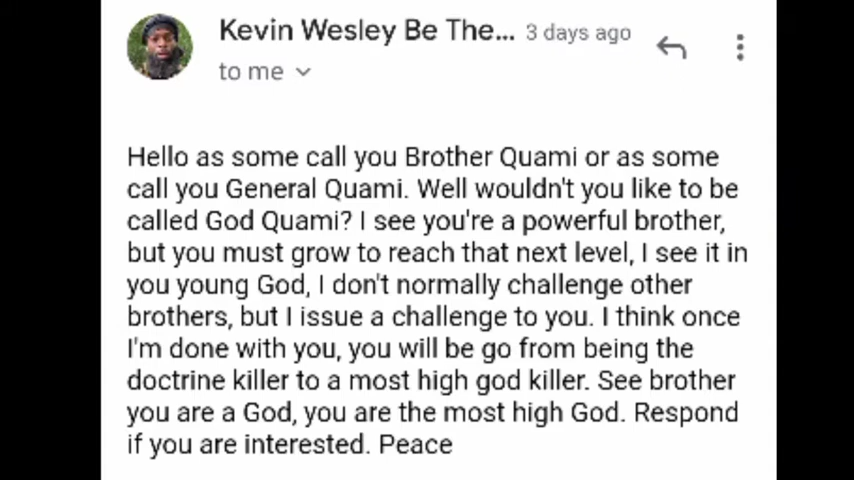 Kevin Wesley Be The... 3 days ago
to me
Hello as some call you Brother Quami or as some
call you General Quami. Well wouldn't you like to be
called God Quami? I see you're a powerful brother,
but you must grow to reach that next level, I see it in
you young God, I don't normally challenge other
brothers, but I issue a challenge to you. I think once
I'm done with you, you will be go from being the
doctrine killer to a most high god killer. See brother
you are a God, you are the most high God. Respond
if you are interested. Peace